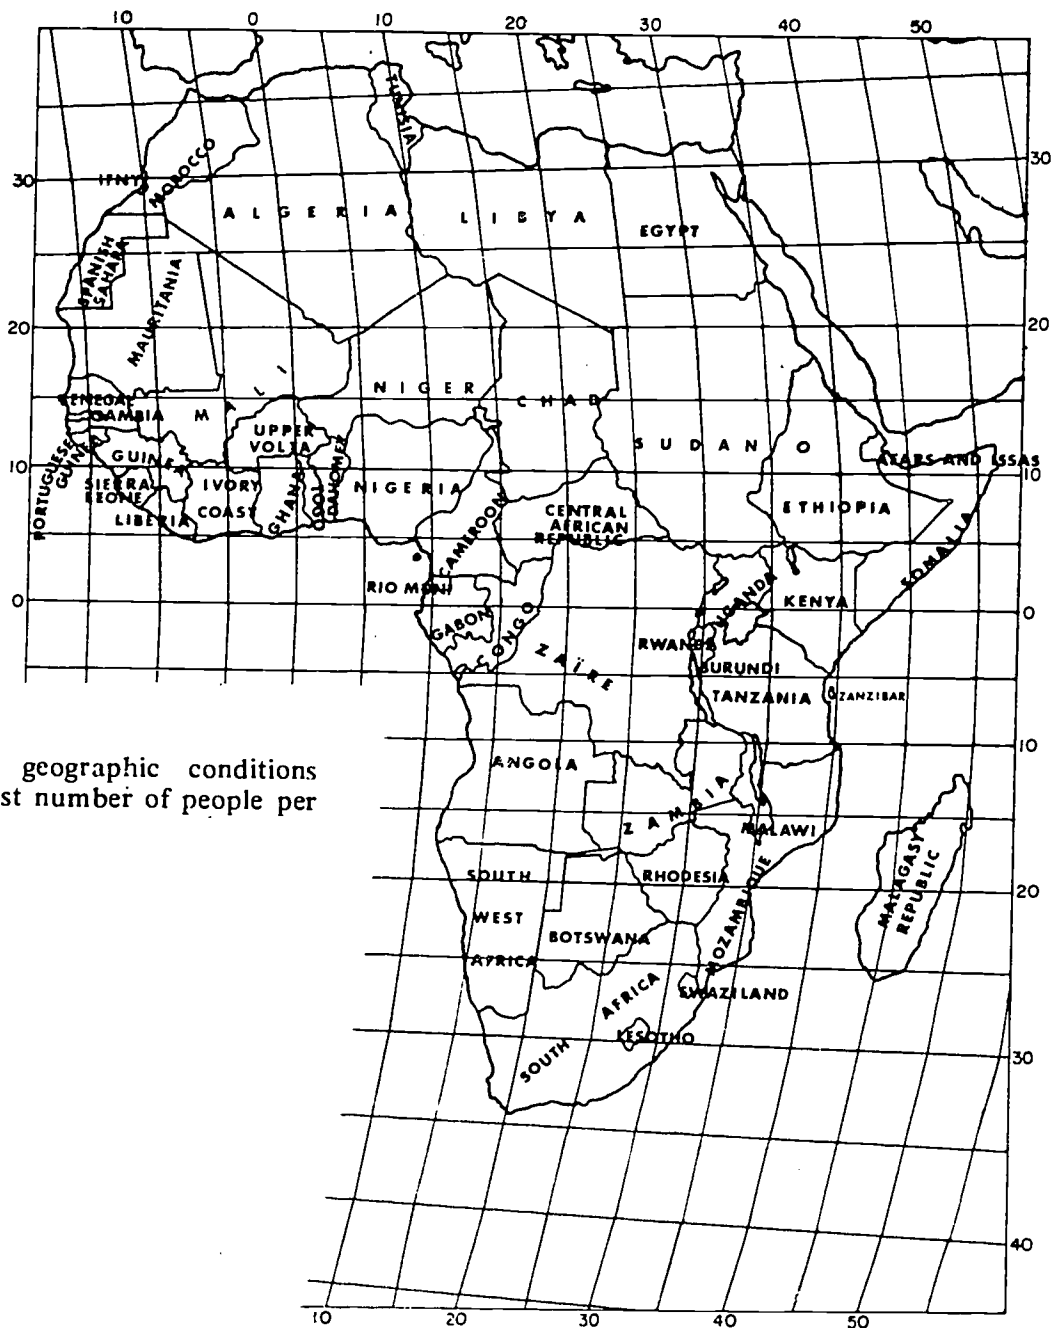 10 0 10 20 30 40 50
TUNISIA
30 IFNY MOROCCO 30
ALGERIA LIBYA
EGYPT
SPANISH
SAHARA
MAURITANIA
20 20
MALI NIGER
CHAD
SENEGAL
GAMBIA
UPPER
VOLTA
SUDAN
O
PORTUGUESE
GUINEA
GUINEA
10 10
AFARS AND ISSAS
SIERRA
LEONE
IVORY
COAST
GHANA
TOGO
DAHOMEY
NIGERIA
LIBERIA
CAMEROON
CENTRAL
AFRICAN
REPUBLIC
ETHIOPIA
SOMALIA
RIO MUNI
0 0
GABON
CONGO
ZAÏRE
UGANDA
KENYA
RWANDA
BURUNDI
TANZANIA
ZANZIBAR
10
geographic conditions
st number of people per
ANGOLA
ZAMBIA
MALAWI
MALAGASY
REPUBLIC
SOUTH
WEST
AFRICA
RHODESIA
20
MOZAMBIQUE
BOTSWANA
SOUTH AFRICA
SWAZILAND
LESOTHO
30
40
10 20 30 40 50